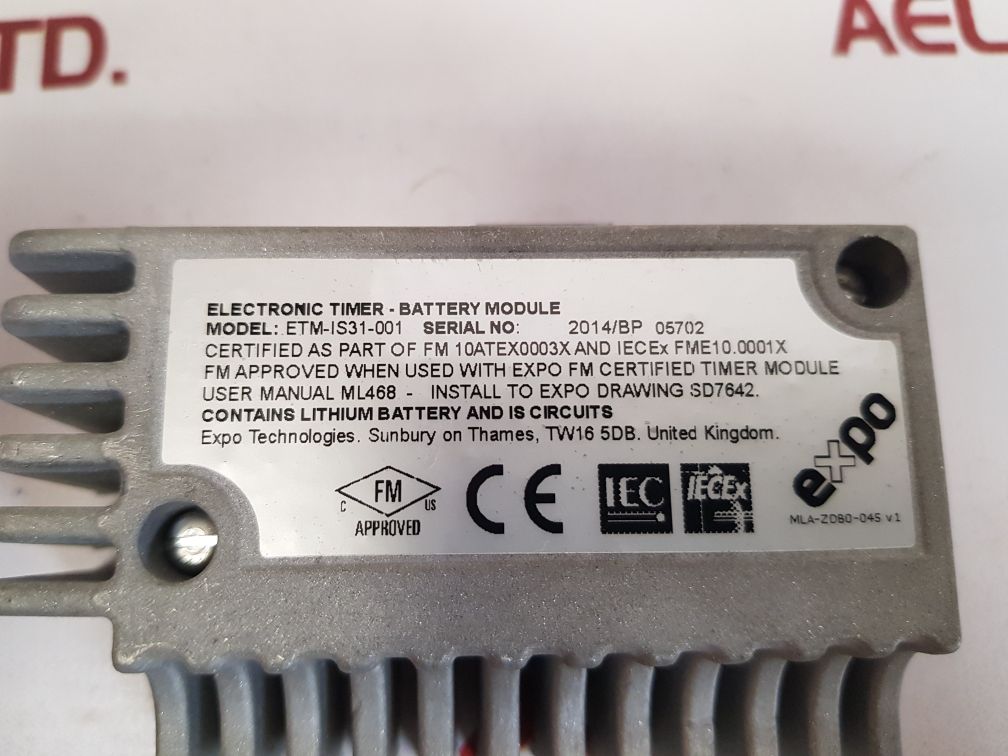 TD.
AEL
ELECTRONIC TIMER - BATTERY MODULE
MODEL: ETM-IS31-001 SERIAL NO: 2014/BP 05702
CERTIFIED AS PART OF FM 10ATEX0003X AND IECEx FME10.0001X
FM APPROVED WHEN USED WITH EXPO FM CERTIFIED TIMER MODULE
USER MANUAL ML468 - INSTALL TO EXPO DRAWING SD7642.
CONTAINS LITHIUM BATTERY AND IS CIRCUITS
Expo Technologies. Sunbury on Thames, TW16 5DB. United Kingdom.
FM
C US
APPROVED
CE
IEC
IECEx
expo
MLA-ZD80-045 v1